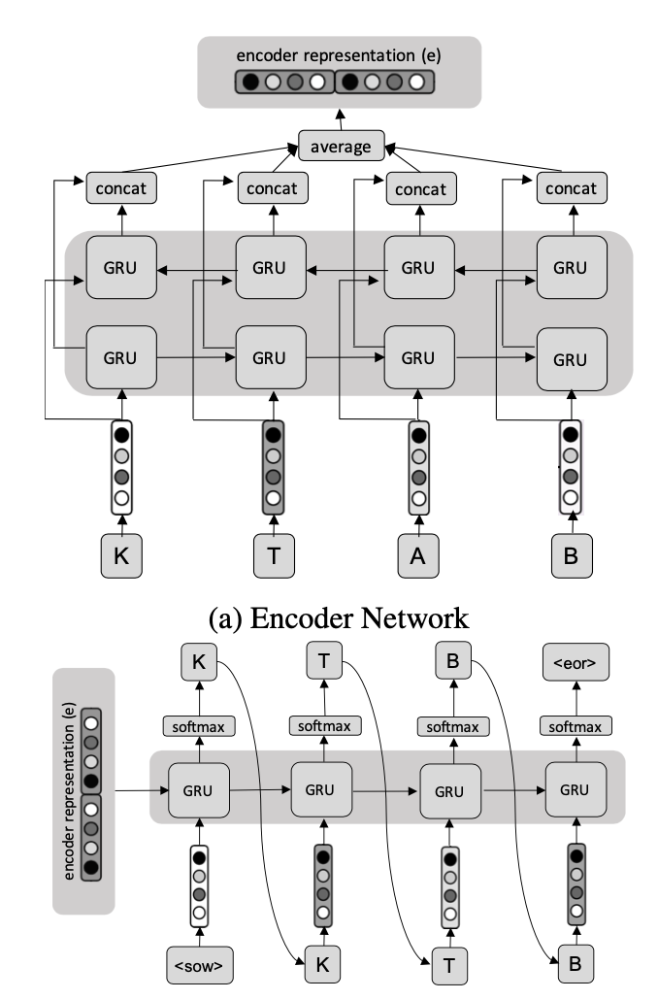 encoder representation (e)
average
concat concat concat concat
GRU GRU GRU GRU
GRU GRU GRU GRU
K T A B
(a) Encoder Network
K T B <eor>
softmax softmax softmax softmax
encoder representation (e)
GRU GRU GRU GRU
<sow> K T B